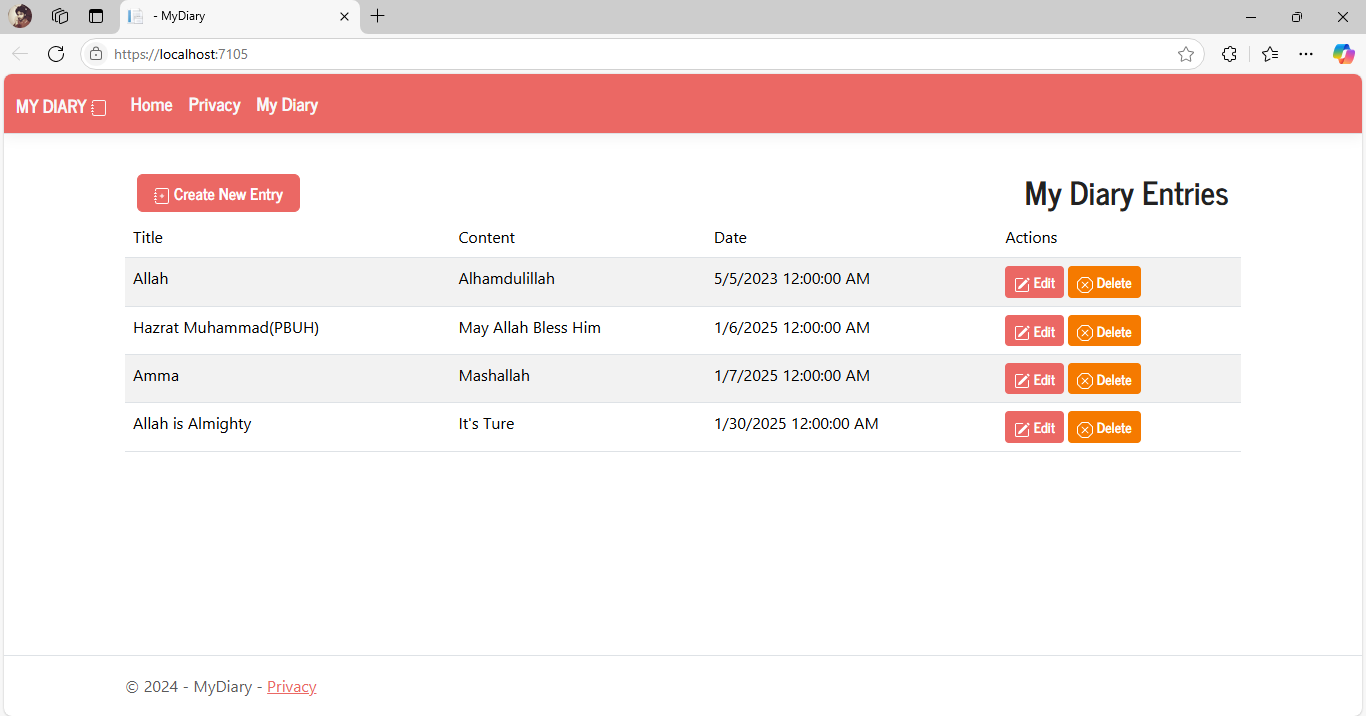 - MyDiary
https://localhost:7105
MY DIARY Home Privacy My Diary
Create New Entry My Diary Entries
Title Content Date Actions
Allah Alhamdulillah 5/5/2023 12:00:00 AM Edit Delete
Hazrat Muhammad(PBUH) May Allah Bless Him 1/6/2025 12:00:00 AM Edit Delete
Amma Mashallah 1/7/2025 12:00:00 AM Edit Delete
Allah is Almighty It's Ture 1/30/2025 12:00:00 AM Edit Delete
© 2024 - MyDiary - Privacy